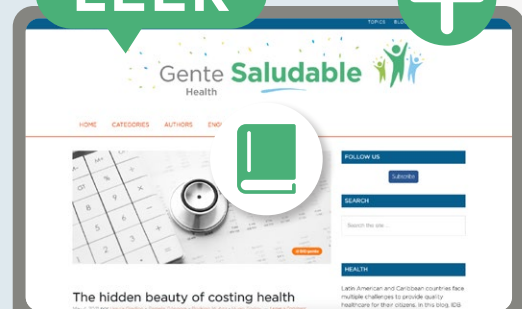 LEER
TOPICS
Gente Saludable
Health
HOME CATEGORIES AUTHORS
FOLLOW US
Subscribe
SEARCH
Search the site ...
HEALTH
Latin American and Caribbean countries face
multiple challenges to provide quality
healthcare for their citizens. In this blog, IDB
The hidden beauty of costing health